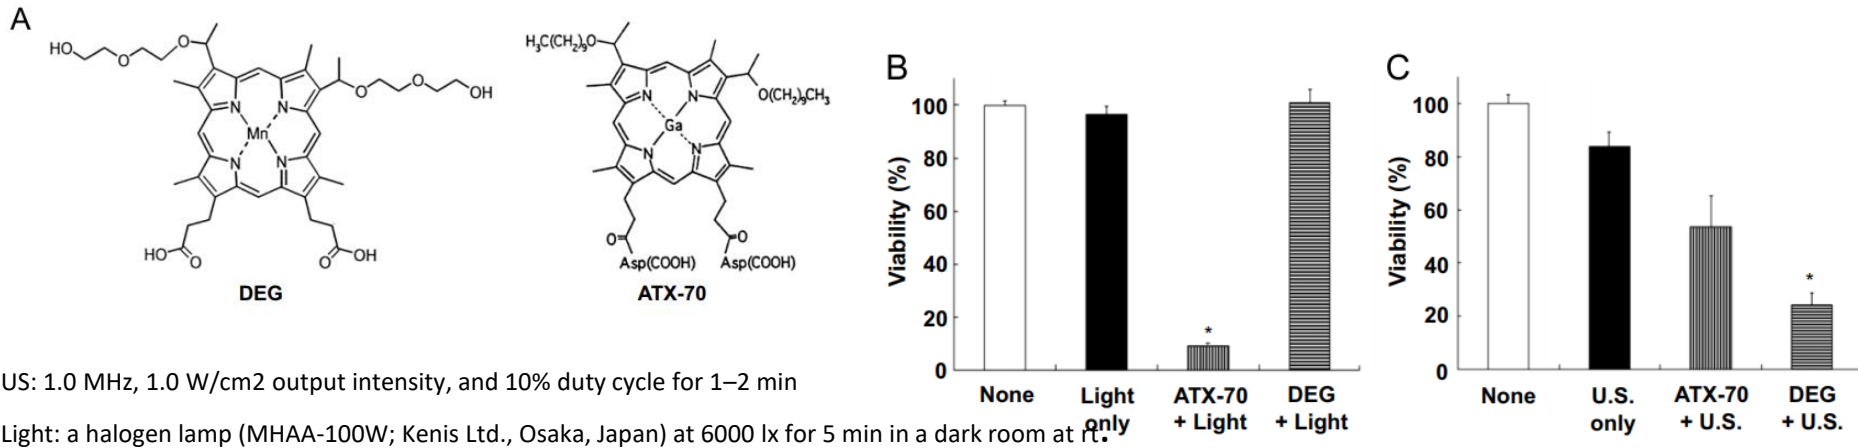 A
HO
O
O
N
N
Mn
N
N
O
O
OH
HO
O
O
OH
DEG
H₃C(CH₂)₉O
N
N
Ga
N
N
O(CH₂)₉CH₃
O
O
Asp(COOH) Asp(COOH)
ATX-70
B
Viability (%)
100
80
60
40
20
0
*
None
Light only
ATX-70 + Light
DEG + Light
C
Viability (%)
100
80
60
40
20
0
*
None
U.S. only
ATX-70 + U.S.
DEG + U.S.
US: 1.0 MHz, 1.0 W/cm2 output intensity, and 10% duty cycle for 1–2 min
Light: a halogen lamp (MHAA-100W; Kenis Ltd., Osaka, Japan) at 6000 lx for 5 min in a dark room at rt.